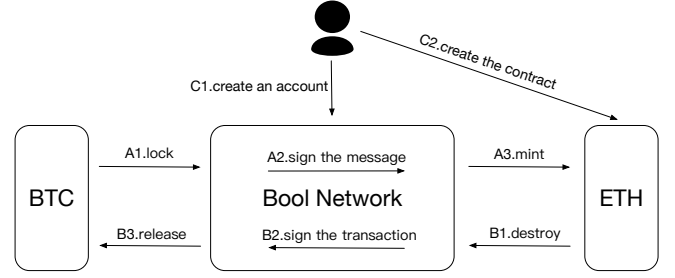 C2.create the contract
C1.create an account
A1.lock
A2.sign the message
A3.mint
BTC
Bool Network
ETH
B3.release
B2.sign the transaction
B1.destroy